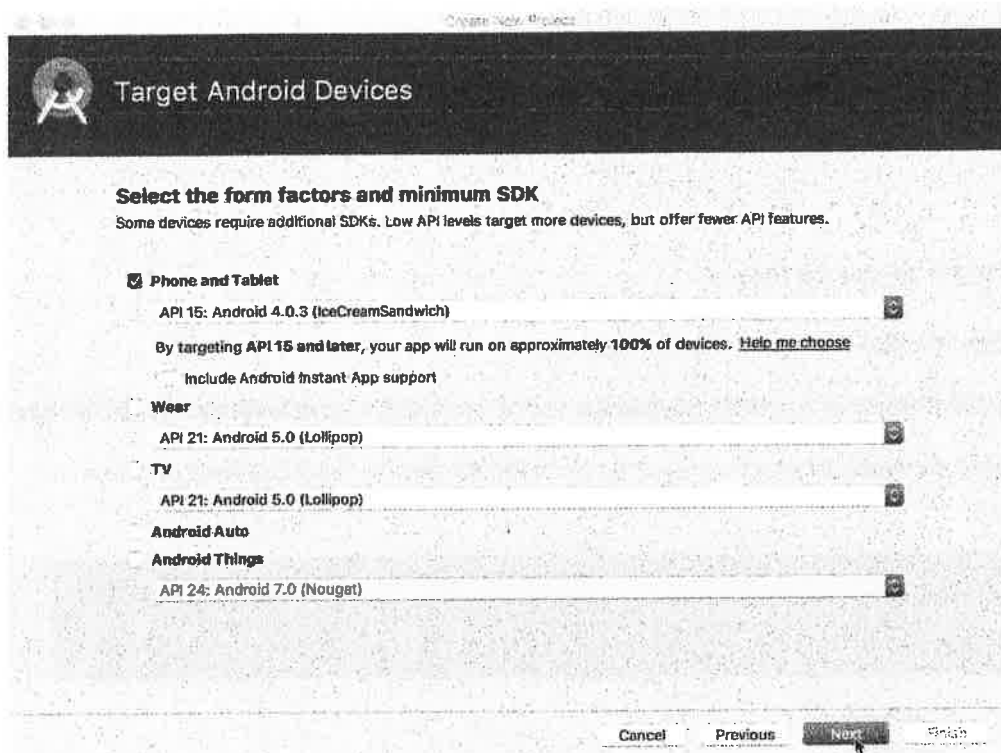 Create New Project
Target Android Devices
Select the form factors and minimum SDK
Some devices require additional SDKs. Low API levels target more devices, but offer fewer API features.
Phone and Tablet
API 15: Android 4.0.3 (IceCreamSandwich)
By targeting API 15 and later, your app will run on approximately 100% of devices. Help me choose
Include Android Instant App support
Wear
API 21: Android 5.0 (Lollipop)
TV
API 21: Android 5.0 (Lollipop)
Android Auto
Android Things
API 24: Android 7.0 (Nougat)
Cancel Previous Next Finish